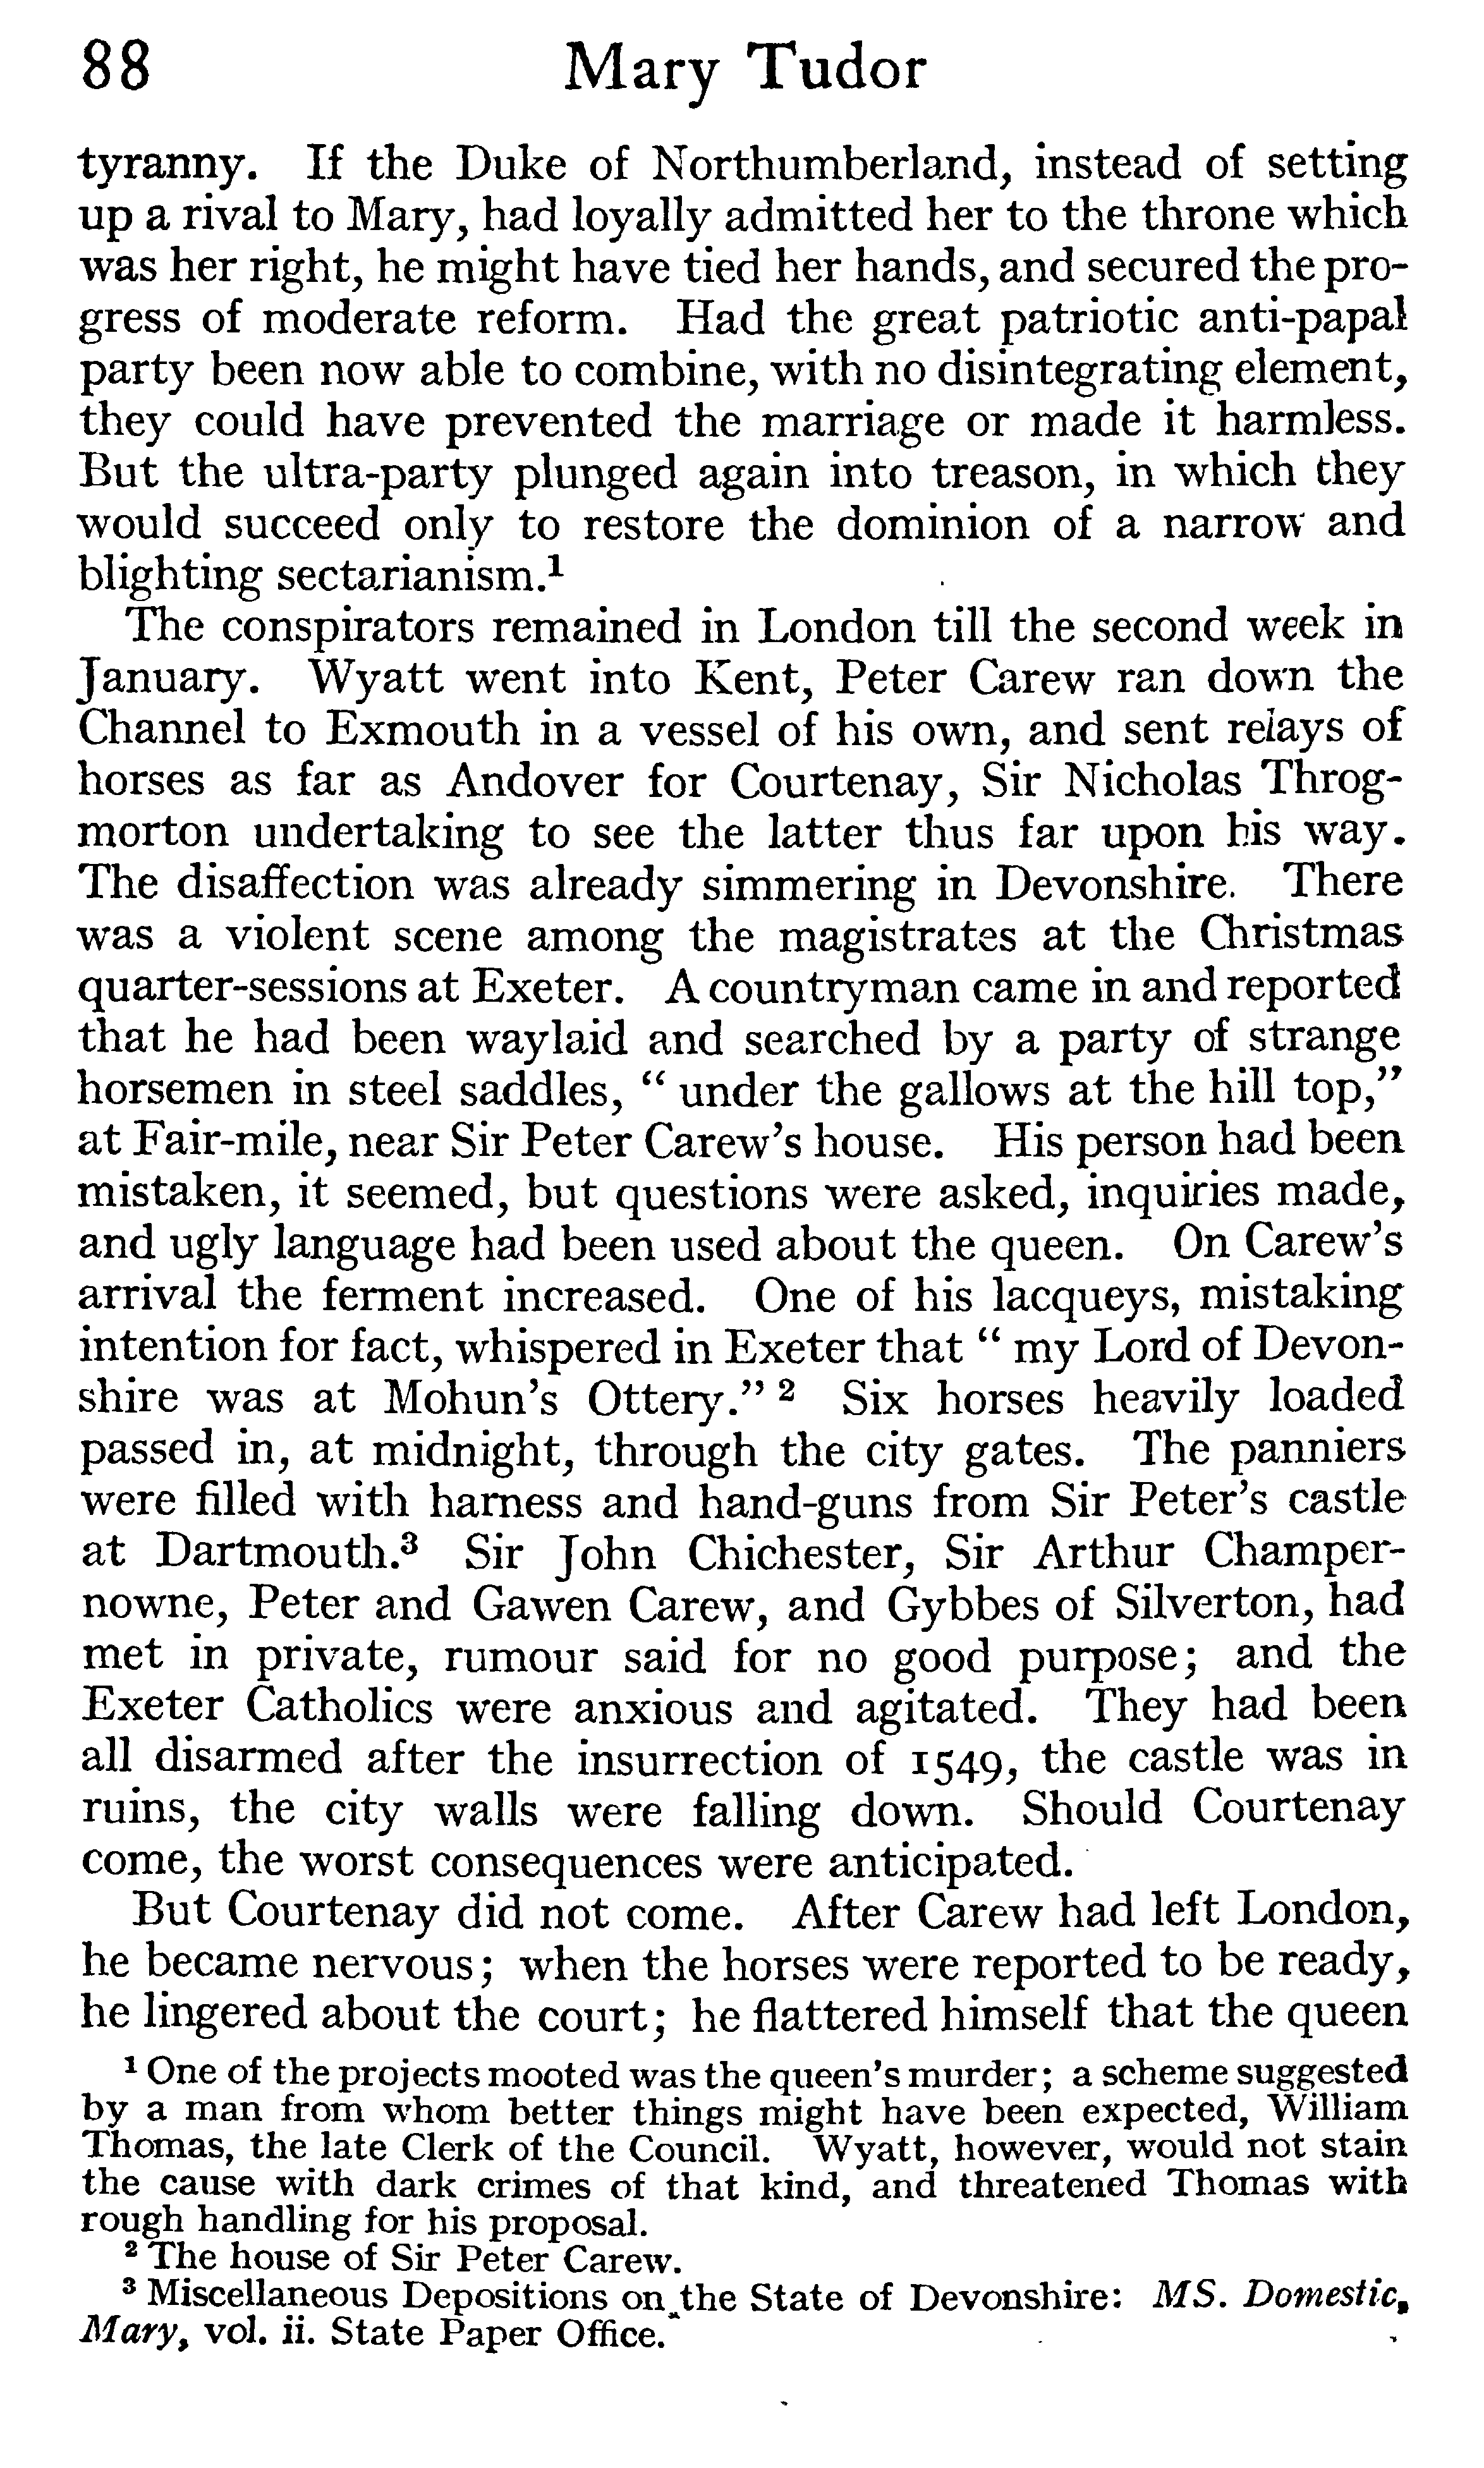 88 Mary Tudor
tyranny. If the Duke of Northumberland, instead of setting
up a rival to Mary, had loyally admitted her to the throne which
was her right, he might have tied her hands, and secured the pro-
gress of moderate reform. Had the great patriotic anti-papal
party been now able to combine, with no disintegrating element,
they could have prevented the marriage or made it harmless.
But the ultra-party plunged again into treason, in which they
would succeed only to restore the dominion of a narrow and
blighting sectarianism.¹
The conspirators remained in London till the second week in
January. Wyatt went into Kent, Peter Carew ran down the
Channel to Exmouth in a vessel of his own, and sent relays of
horses as far as Andover for Courtenay, Sir Nicholas Throg-
morton undertaking to see the latter thus far upon his way.
The disaffection was already simmering in Devonshire. There
was a violent scene among the magistrates at the Christmas
quarter-sessions at Exeter. A countryman came in and reported
that he had been waylaid and searched by a party of strange
horsemen in steel saddles, “ under the gallows at the hill top,”
at Fair-mile, near Sir Peter Carew’s house. His person had been
mistaken, it seemed, but questions were asked, inquiries made,
and ugly language had been used about the queen. On Carew’s
arrival the ferment increased. One of his lacqueys, mistaking
intention for fact, whispered in Exeter that “ my Lord of Devon-
shire was at Mohun’s Ottery.” ² Six horses heavily loaded
passed in, at midnight, through the city gates. The panniers
were filled with harness and hand-guns from Sir Peter’s castle
at Dartmouth.³ Sir John Chichester, Sir Arthur Champer-
nowne, Peter and Gawen Carew, and Gybbes of Silverton, had
met in private, rumour said for no good purpose; and the
Exeter Catholics were anxious and agitated. They had been
all disarmed after the insurrection of 1549, the castle was in
ruins, the city walls were falling down. Should Courtenay
come, the worst consequences were anticipated.
But Courtenay did not come. After Carew had left London,
he became nervous; when the horses were reported to be ready,
he lingered about the court; he flattered himself that the queen
¹ One of the projects mooted was the queen’s murder; a scheme suggested
by a man from whom better things might have been expected, William
Thomas, the late Clerk of the Council. Wyatt, however, would not stain
the cause with dark crimes of that kind, and threatened Thomas with
rough handling for his proposal.
² The house of Sir Peter Carew.
³ Miscellaneous Depositions on the State of Devonshire: MS. Domestic,
Mary, vol. ii. State Paper Office.